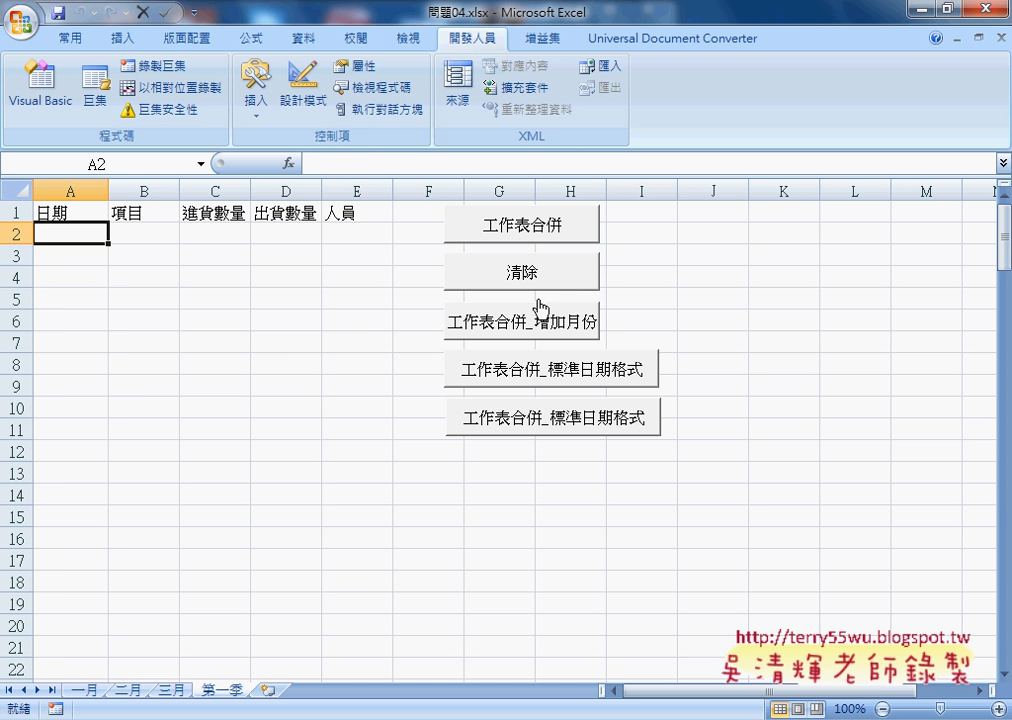 問題04.xlsx - Microsoft Excel
常用 插入 版面配置 公式 資料 校閱 檢視 開發人員 增益集 Universal Document Converter
Visual Basic 巨集 錄製巨集 以相對位置錄製 巨集安全性
插入 設計模式 屬性 檢視程式碼 執行對話方塊
來源 對應內容 擴充套件 重新整理資料 匯入 匯出
程式碼 控制項 XML
A2 fx
A B C D E F G H I J K L M N
1 日期 項目 進貨數量 出貨數量 人員
2
3
4
5
6
7
8
9
10
11
12
13
14
15
16
17
18
19
20
21
22
工作表合併
清除
工作表合併_增加月份
工作表合併_標準日期格式
工作表合併_標準日期格式
http://terry55wu.blogspot.tw
吳清輝老師錄製
一月 二月 三月 第一季
就緒 100%